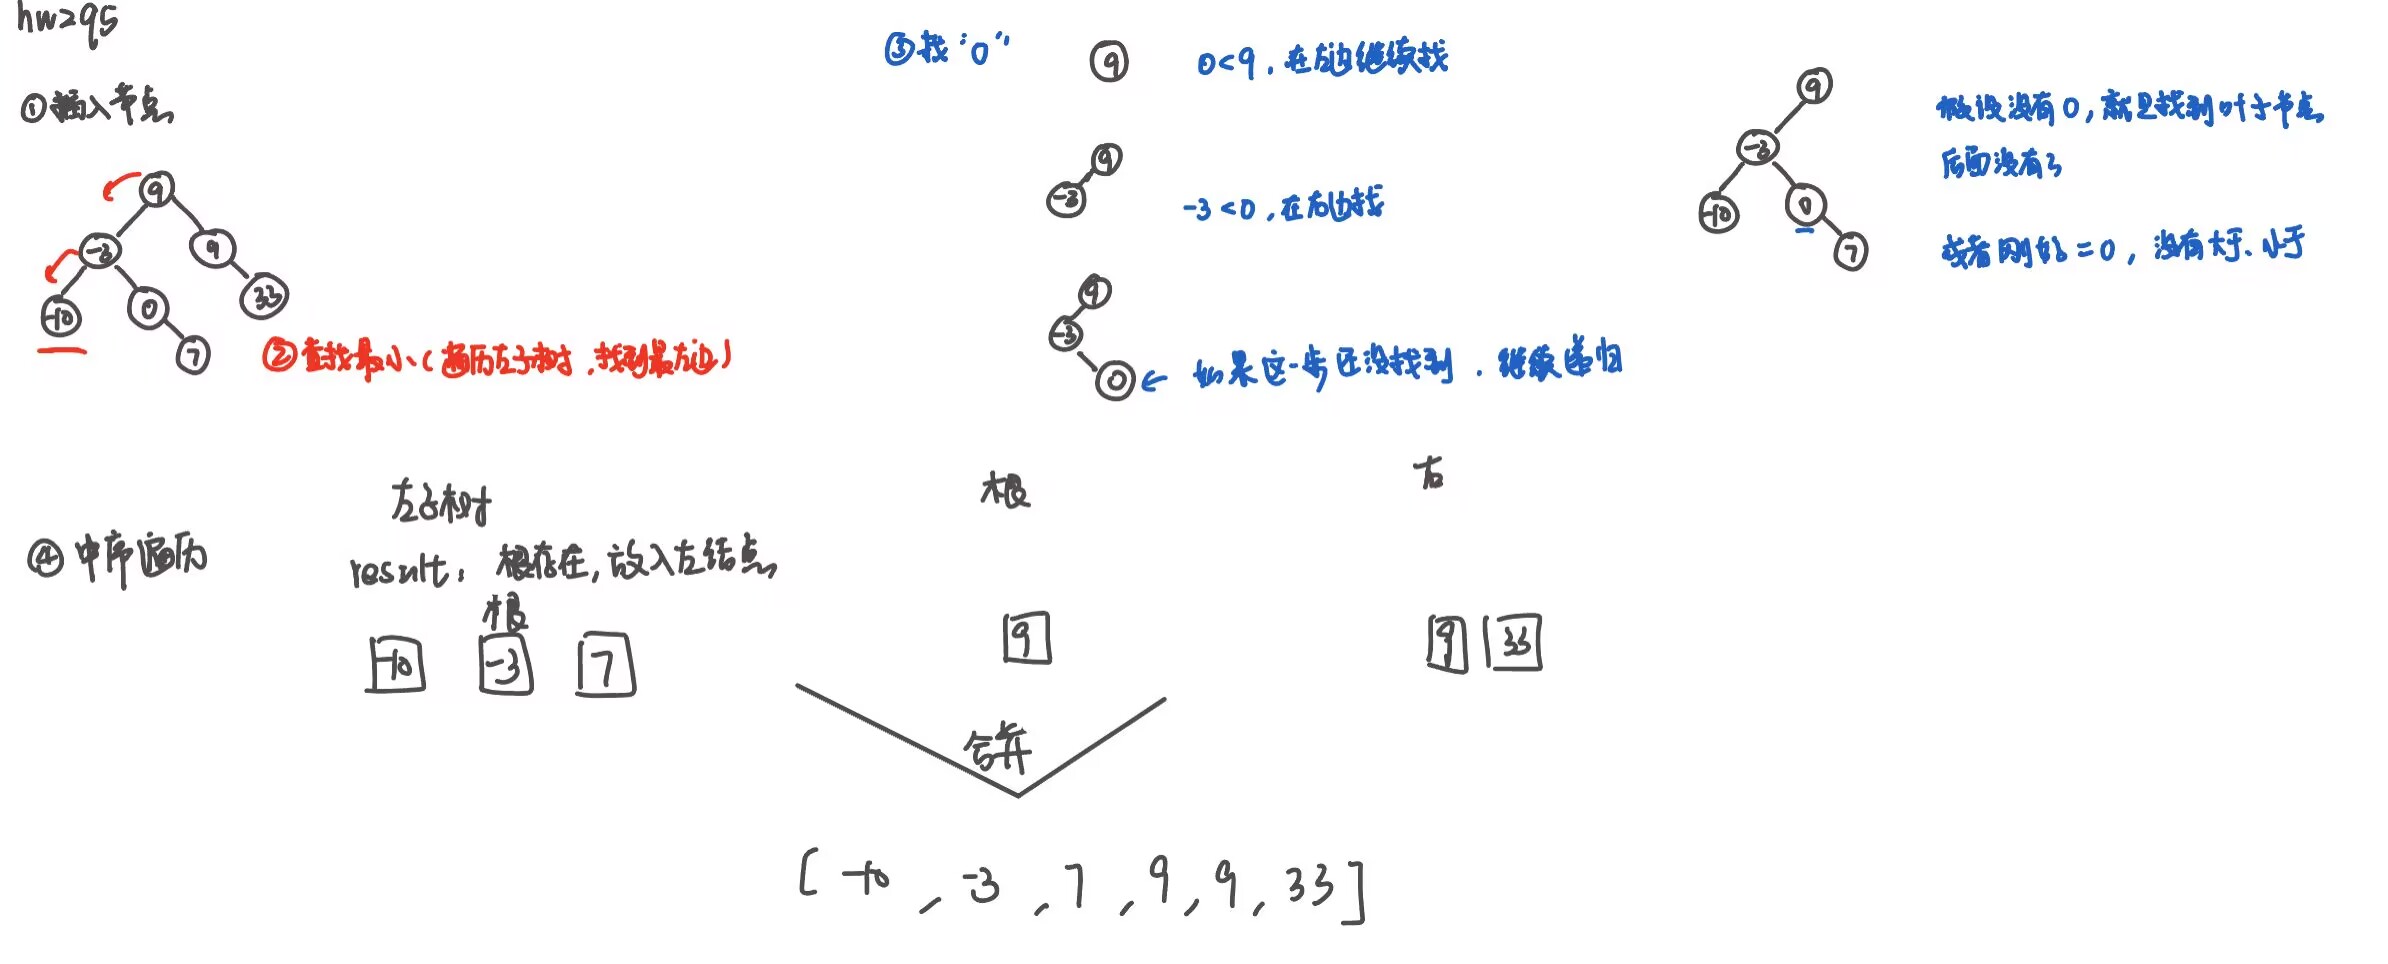 hw2q5
①插入节点
9
-3
9
-10
0
33
7
②查找最小(遍历左子树,找到最左边)
③找"0"
9
0<9,在左边继续找
9
-3
-3<0,在右边找
9
-3
0
← 如果这一步还没找到,继续递归
9
-3
-10
0
7
假设没有0,就是找到叶子节点
后面没有了
或者刚好=0,没有大于、小于
④中序遍历
左子树
根
右
result: 根存在,放入左结点
根
-10
-3
7
9
9
33
合并
[-10,-3,7,9,9,33]